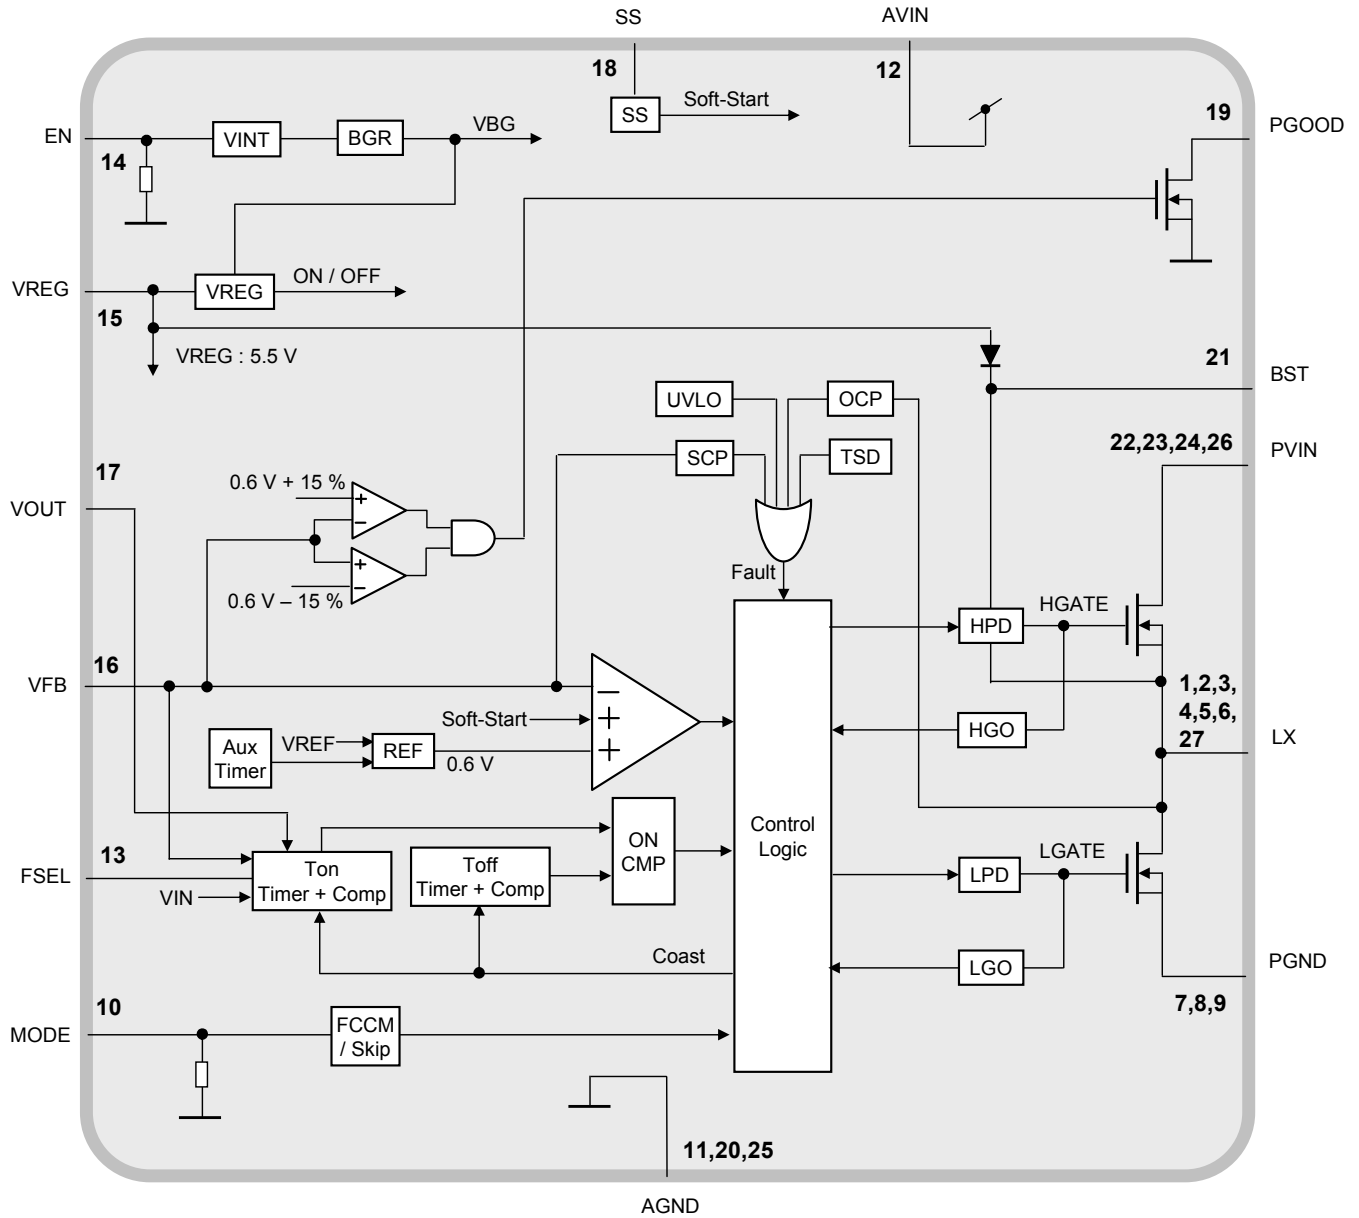 SS
AVIN
18
12
SS
Soft-Start
19
PGOOD
EN
14
VINT
BGR
VBG
VREG
15
VREG
ON / OFF
VREG : 5.5 V
21
BST
UVLO
OCP
SCP
TSD
22,23,24,26
PVIN
17
VOUT
0.6 V + 15 %
+
−
+
−
0.6 V – 15 %
Fault
HPD
HGATE
16
VFB
−
Soft-Start
+
+
Aux
Timer
VREF
REF
0.6 V
HGO
1,2,3,
4,5,6,
27
LX
Control
Logic
ON
CMP
13
FSEL
VIN
Ton
Timer + Comp
Toff
Timer + Comp
LPD
LGATE
Coast
LGO
PGND
7,8,9
10
MODE
FCCM
/ Skip
11,20,25
AGND